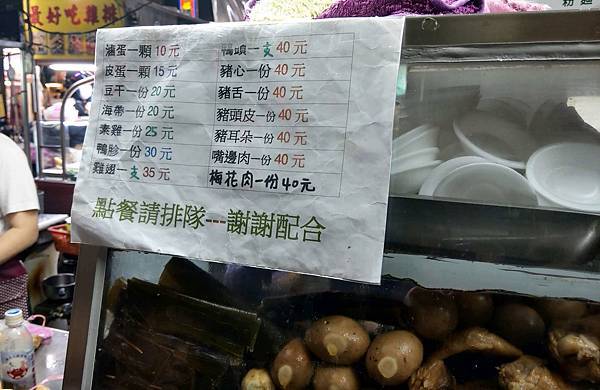 最好吃雞排
滷蛋一顆10元
皮蛋一顆15元
豆干一份20元
海帶一份20元
素雞一份25元
鴨胗一份30元
雞翅一支35元
鴨頭一支40元
豬心一份40元
豬舌一份40元
豬頭皮一份40元
豬耳朵一份40元
嘴邊肉一份40元
梅花肉一份40元
點餐請排隊---謝謝配合